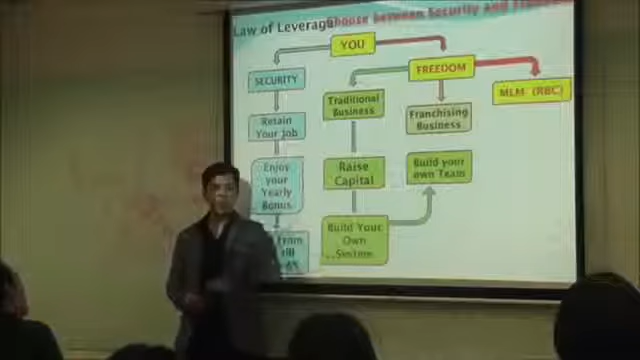 Law of Leverage
Choose between Security and
YOU
SECURITY
FREEDOM
MLM (RBC)
Traditional
Business
Franchising
Business
Retain
Your Job
Enjoy
your
Yearly
Bonus
Raise
Capital
Build your
own Team
Build Your
Own
System
From